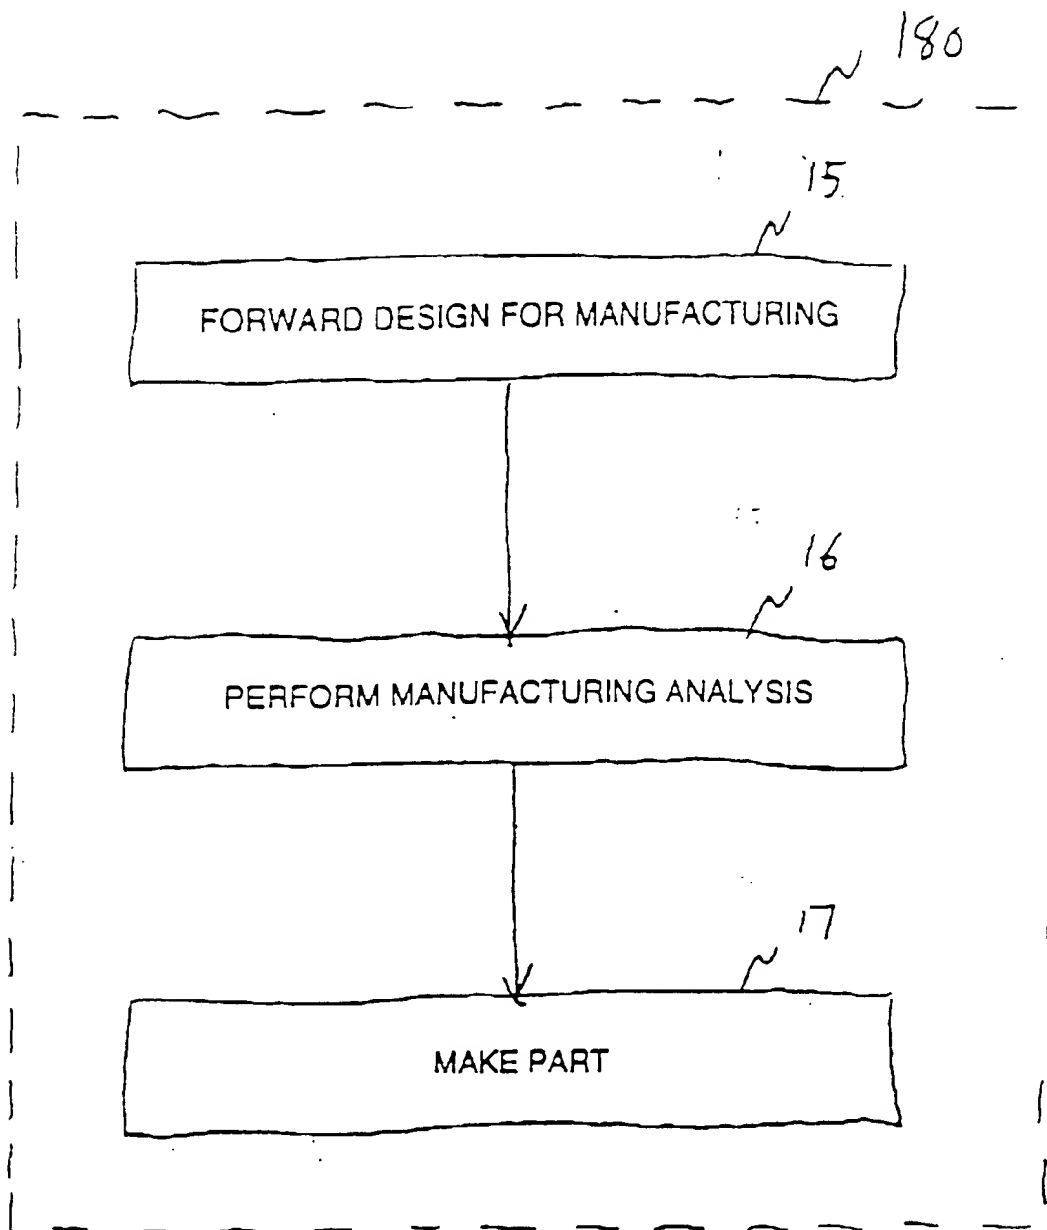 180
15
FORWARD DESIGN FOR MANUFACTURING
16
PERFORM MANUFACTURING ANALYSIS
17
MAKE PART